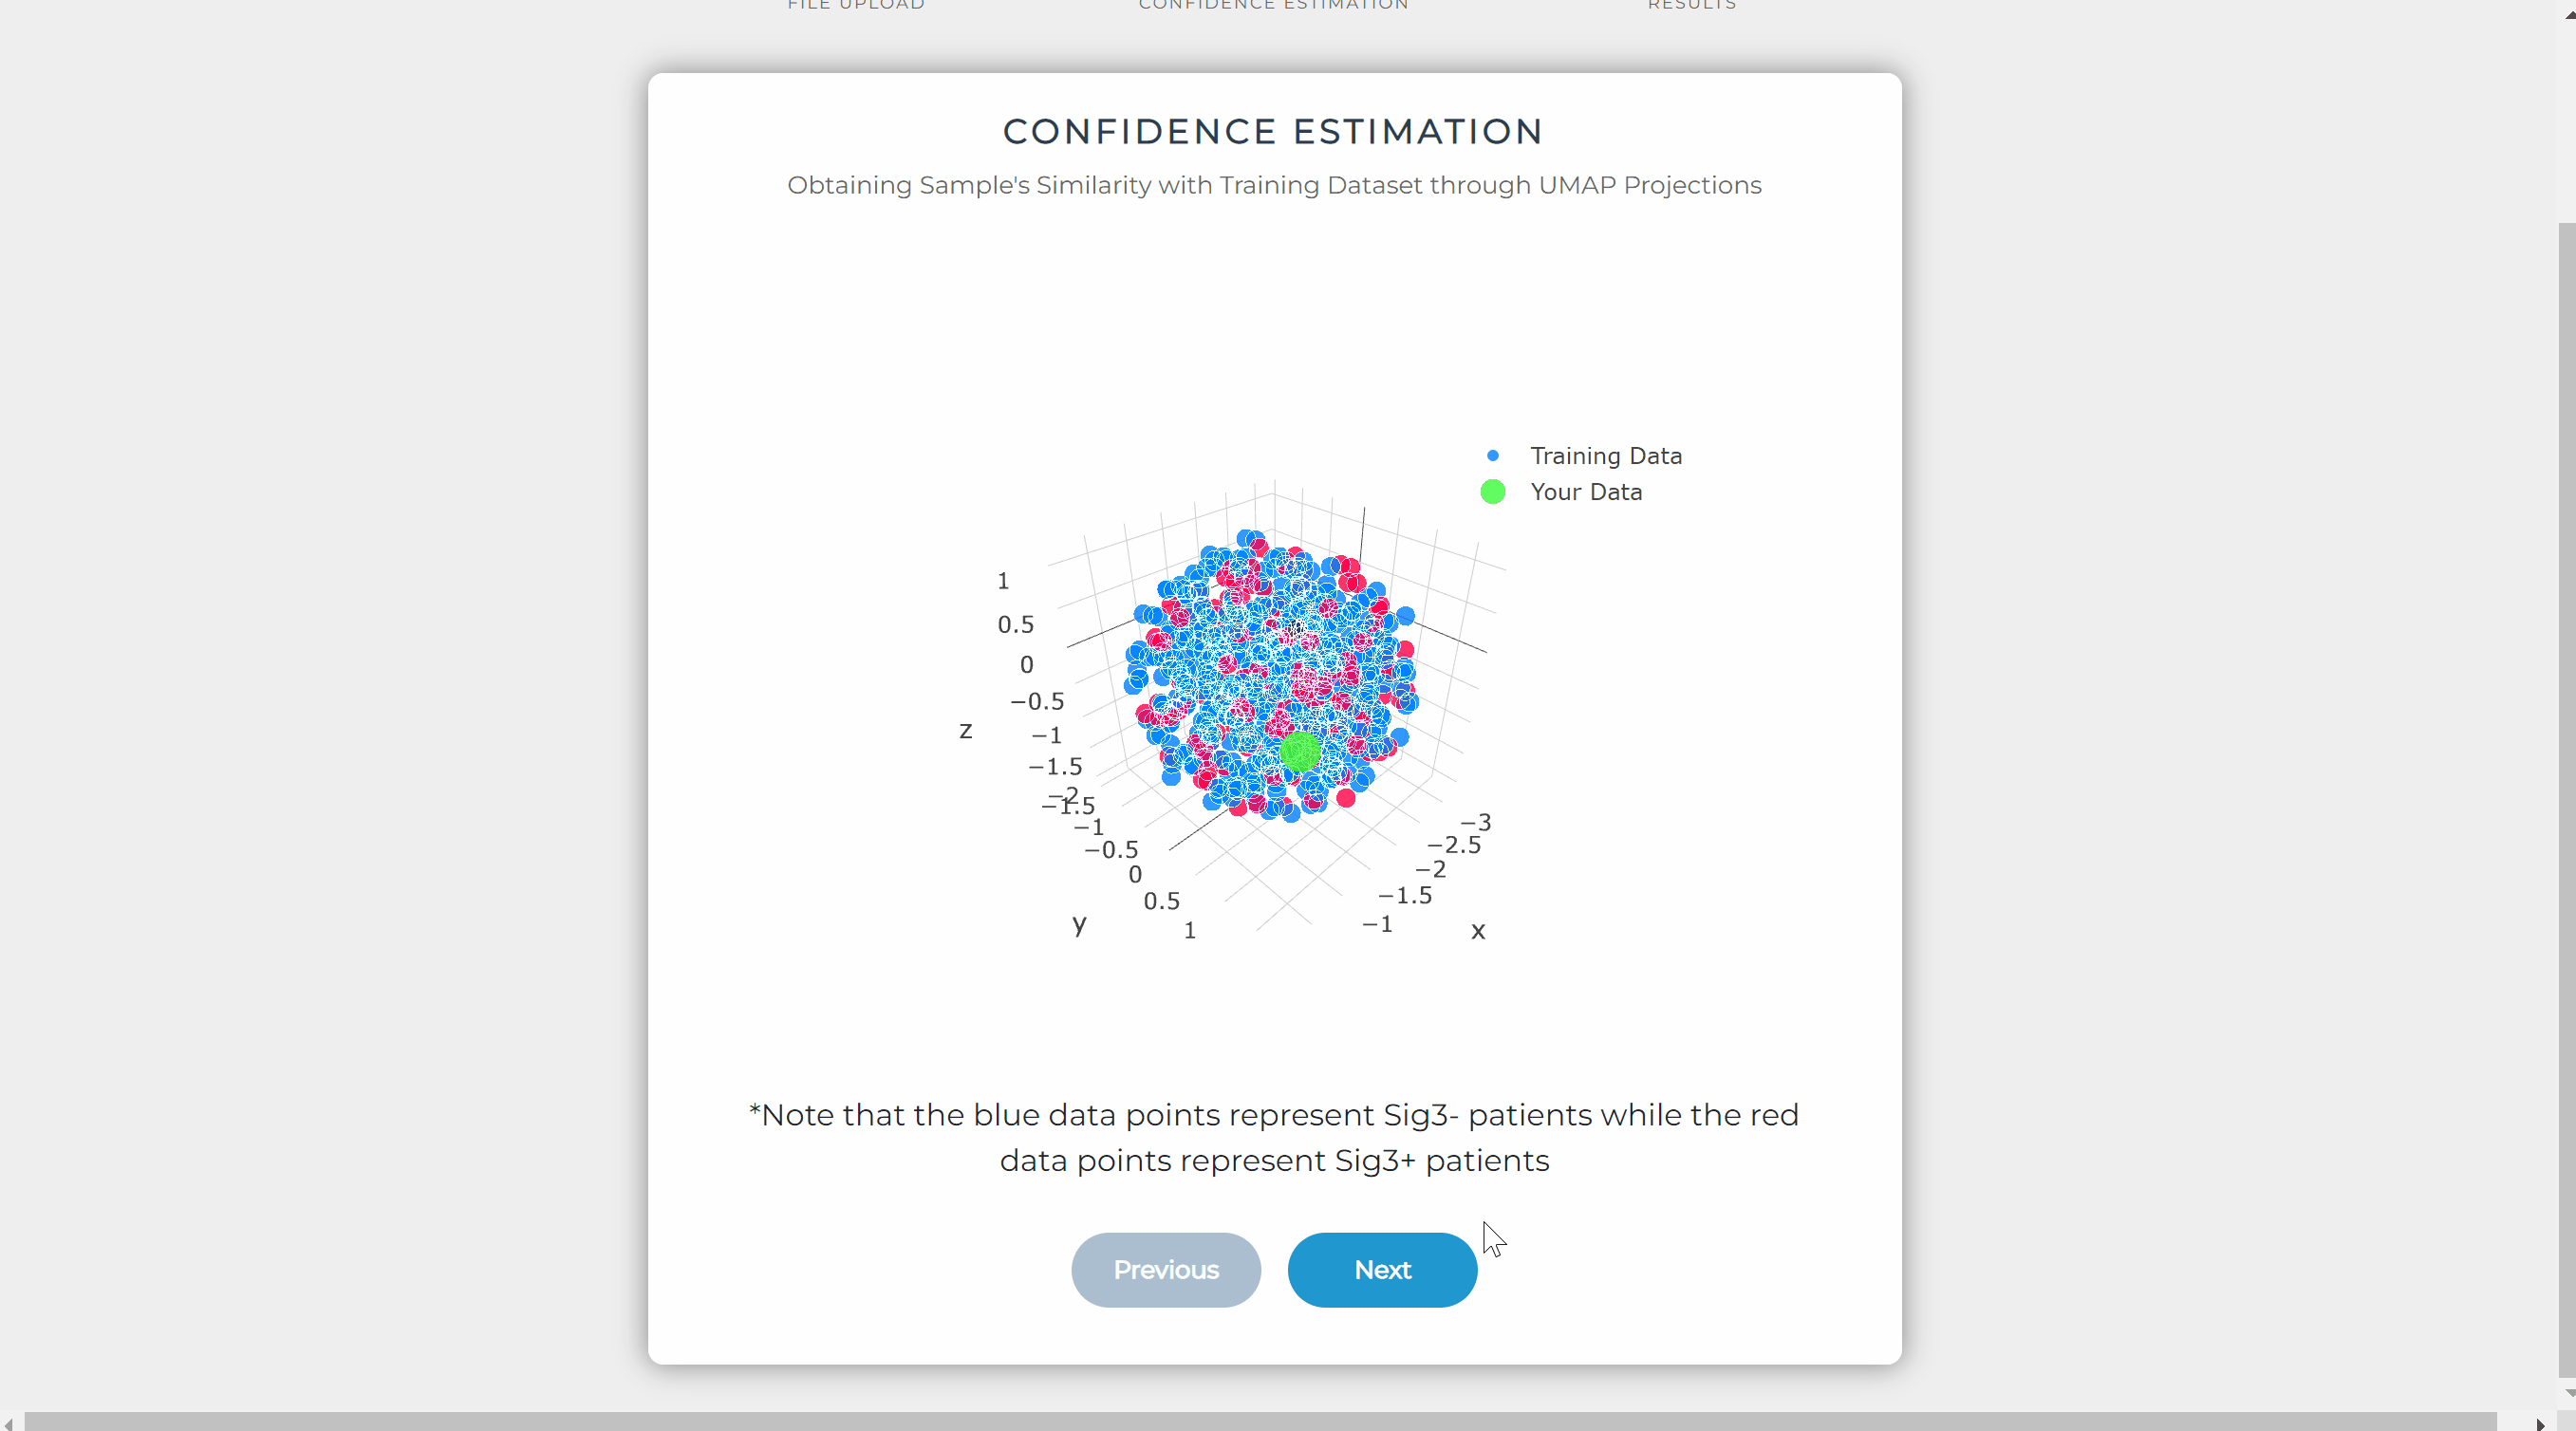 FILE UPLOAD
CONFIDENCE ESTIMATION
RESULTS
CONFIDENCE ESTIMATION
Obtaining Sample's Similarity with Training Dataset through UMAP Projections
Training Data
Your Data
1
0.5
0
−0.5
z
−1
−1.5
−2
−1.5
−1
−0.5
0
0.5
y
1
−3
−2.5
−2
−1.5
−1
x
*Note that the blue data points represent Sig3- patients while the red
data points represent Sig3+ patients
Previous
Next